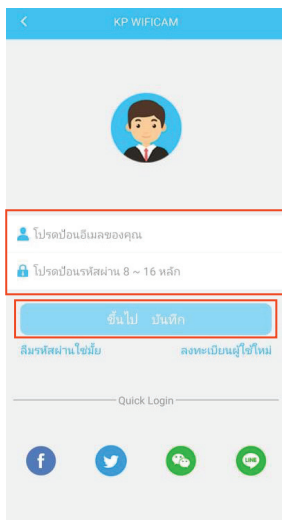 KP WIFICAM
โปรดป้อนอีเมลของคุณ
โปรดป้อนรหัสผ่าน 8 ~ 16 หลัก
ขึ้นไป บันทึก
ลืมรหัสผ่านใช่มั้ย ลงทะเบียนผู้ใช้ใหม่
Quick Login
f LINE